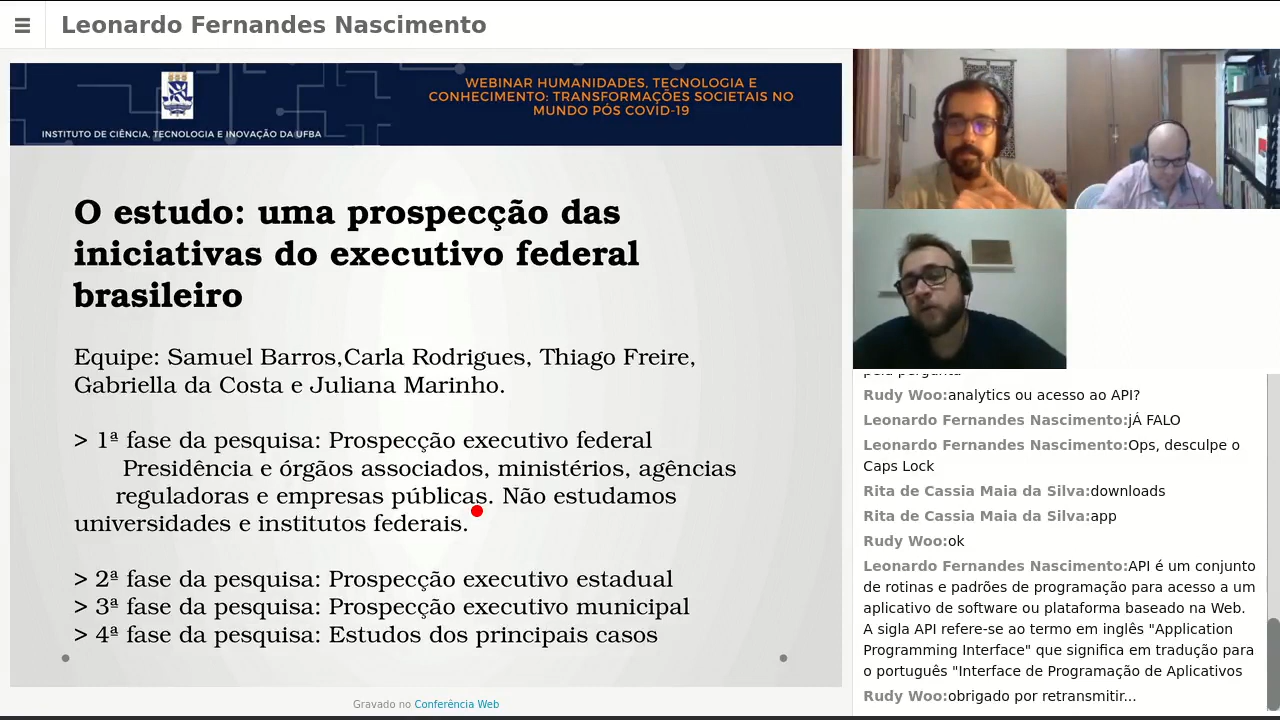 Leonardo Fernandes Nascimento
WEBINAR HUMANIDADES, TECNOLOGIA E
CONHECIMENTO: TRANSFORMAÇÕES SOCIETAIS NO
MUNDO PÓS COVID-19
INSTITUTO DE CIÊNCIA, TECNOLOGIA E INOVAÇÃO DA UFBA
O estudo: uma prospecção das
iniciativas do executivo federal
brasileiro
Equipe: Samuel Barros,Carla Rodrigues, Thiago Freire,
Gabriella da Costa e Juliana Marinho.
> 1ª fase da pesquisa: Prospecção executivo federal
Presidência e órgãos associados, ministérios, agências
reguladoras e empresas públicas. Não estudamos
universidades e institutos federais.
> 2ª fase da pesquisa: Prospecção executivo estadual
> 3ª fase da pesquisa: Prospecção executivo municipal
> 4ª fase da pesquisa: Estudos dos principais casos
Gravado no Conferência Web
pela pergunta
Rudy Woo:analytics ou acesso ao API?
Leonardo Fernandes Nascimento:jÁ FALO
Leonardo Fernandes Nascimento:Ops, desculpe o
Caps Lock
Rita de Cassia Maia da Silva:downloads
Rita de Cassia Maia da Silva:app
Rudy Woo:ok
Leonardo Fernandes Nascimento:API é um conjunto
de rotinas e padrões de programação para acesso a um
aplicativo de software ou plataforma baseado na Web.
A sigla API refere-se ao termo em inglês "Application
Programming Interface" que significa em tradução para
o português "Interface de Programação de Aplicativos
Rudy Woo:obrigado por retransmitir...